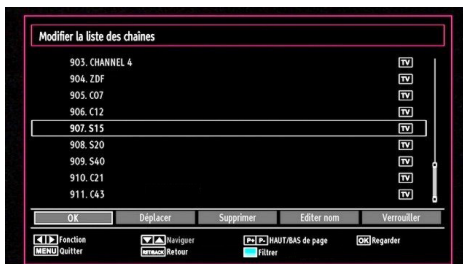 Modifier la liste des chaînes
903. CHANNEL 4 TV
904. ZDF TV
905. C07 TV
906. C12 TV
907. S15 TV
908. S20 TV
909. S40 TV
910. C21 TV
911. C43 TV
OK Déplacer Supprimer Editer nom Verrouiller
Fonction Naviguer P+ P- HAUT/BAS de page OK Regarder
MENU Quitter RETBACK Retour Filtrer